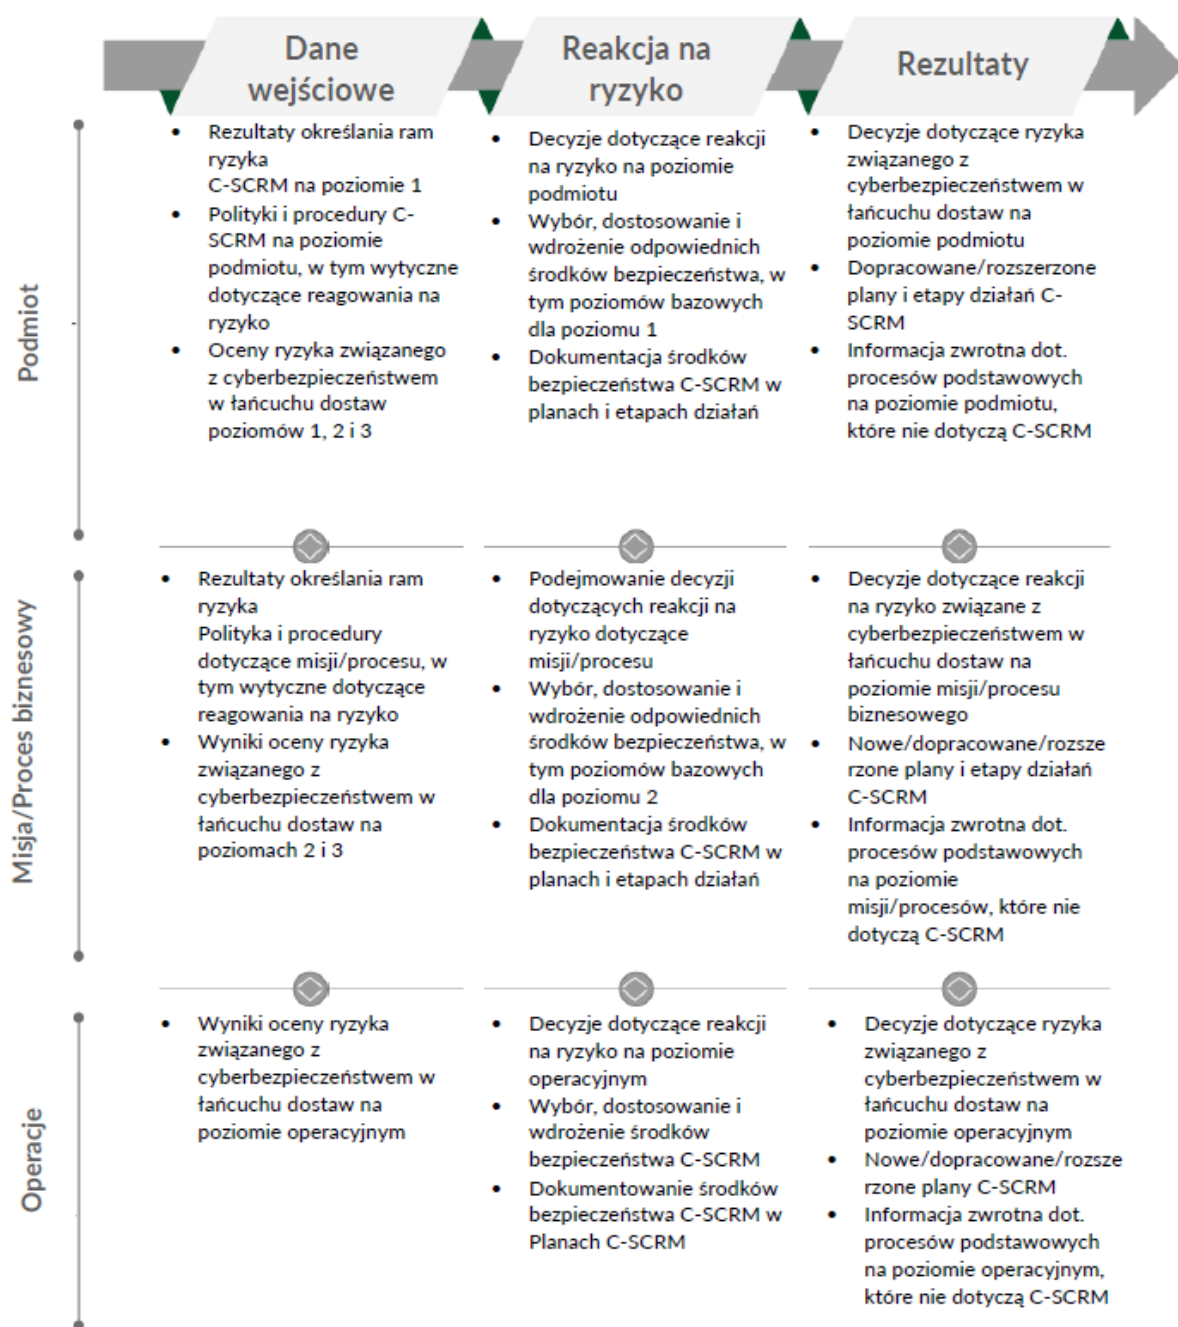 Dane
wejściowe
Reakcja na
ryzyko
Rezultaty
Podmiot
• Rezultaty określania ram
ryzyka
C-SCRM na poziomie 1
• Polityki i procedury C-
SCRM na poziomie
podmiotu, w tym wytyczne
dotyczące reagowania na
ryzyko
• Oceny ryzyka związanego
z cyberbezpieczeństwem
w łańcuchu dostaw
poziomów 1, 2 i 3
• Decyzje dotyczące reakcji
na ryzyko na poziomie
podmiotu
• Wybór, dostosowanie i
wdrożenie odpowiednich
środków bezpieczeństwa, w
tym poziomów bazowych
dla poziomu 1
• Dokumentacja środków
bezpieczeństwa C-SCRM w
planach i etapach działań
• Decyzje dotyczące ryzyka
związanego z
cyberbezpieczeństwem w
łańcuchu dostaw na
poziomie podmiotu
• Dopracowane/rozszerzone
plany i etapy działań C-
SCRM
• Informacja zwrotna dot.
procesów podstawowych
na poziomie podmiotu,
które nie dotyczą C-SCRM
Misja/Proces biznesowy
• Rezultaty określania ram
ryzyka
Polityka i procedury
dotyczące misji/procesu, w
tym wytyczne dotyczące
reagowania na ryzyko
• Wyniki oceny ryzyka
związanego z
cyberbezpieczeństwem w
łańcuchu dostaw na
poziomach 2 i 3
• Podejmowanie decyzji
dotyczących reakcji na
ryzyko dotyczące
misji/procesu
• Wybór, dostosowanie i
wdrożenie odpowiednich
środków bezpieczeństwa, w
tym poziomów bazowych
dla poziomu 2
• Dokumentacja środków
bezpieczeństwa C-SCRM w
planach i etapach działań
• Decyzje dotyczące reakcji
na ryzyko związane z
cyberbezpieczeństwem w
łańcuchu dostaw na
poziomie misji/procesu
biznesowego
• Nowe/dopracowane/rozsze
rzone plany i etapy działań
C-SCRM
• Informacja zwrotna dot.
procesów podstawowych
na poziomie
misji/procesów, które nie
dotyczą C-SCRM
Operacje
• Wyniki oceny ryzyka
związanego z
cyberbezpieczeństwem w
łańcuchu dostaw na
poziomie operacyjnym
• Decyzje dotyczące reakcji
na ryzyko na poziomie
operacyjnym
• Wybór, dostosowanie i
wdrożenie środków
bezpieczeństwa C-SCRM
• Dokumentowanie środków
bezpieczeństwa C-SCRM w
Planach C-SCRM
• Decyzje dotyczące ryzyka
związanego z
cyberbezpieczeństwem w
łańcuchu dostaw na
poziomie operacyjnym
• Nowe/dopracowane/rozsze
rzone plany C-SCRM
• Informacja zwrotna dot.
procesów podstawowych
na poziomie operacyjnym,
które nie dotyczą C-SCRM